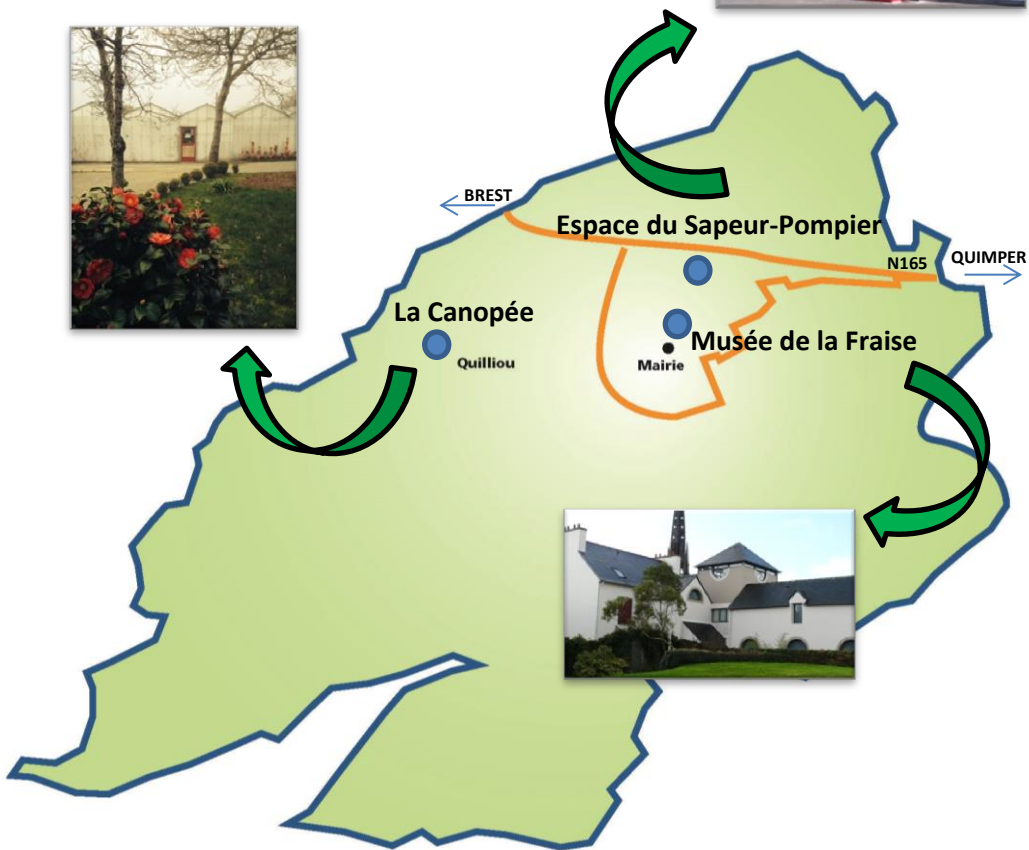 BREST
Espace du Sapeur-Pompier
N165
QUIMPER
La Canopée
Quilliou
Musée de la Fraise
Mairie